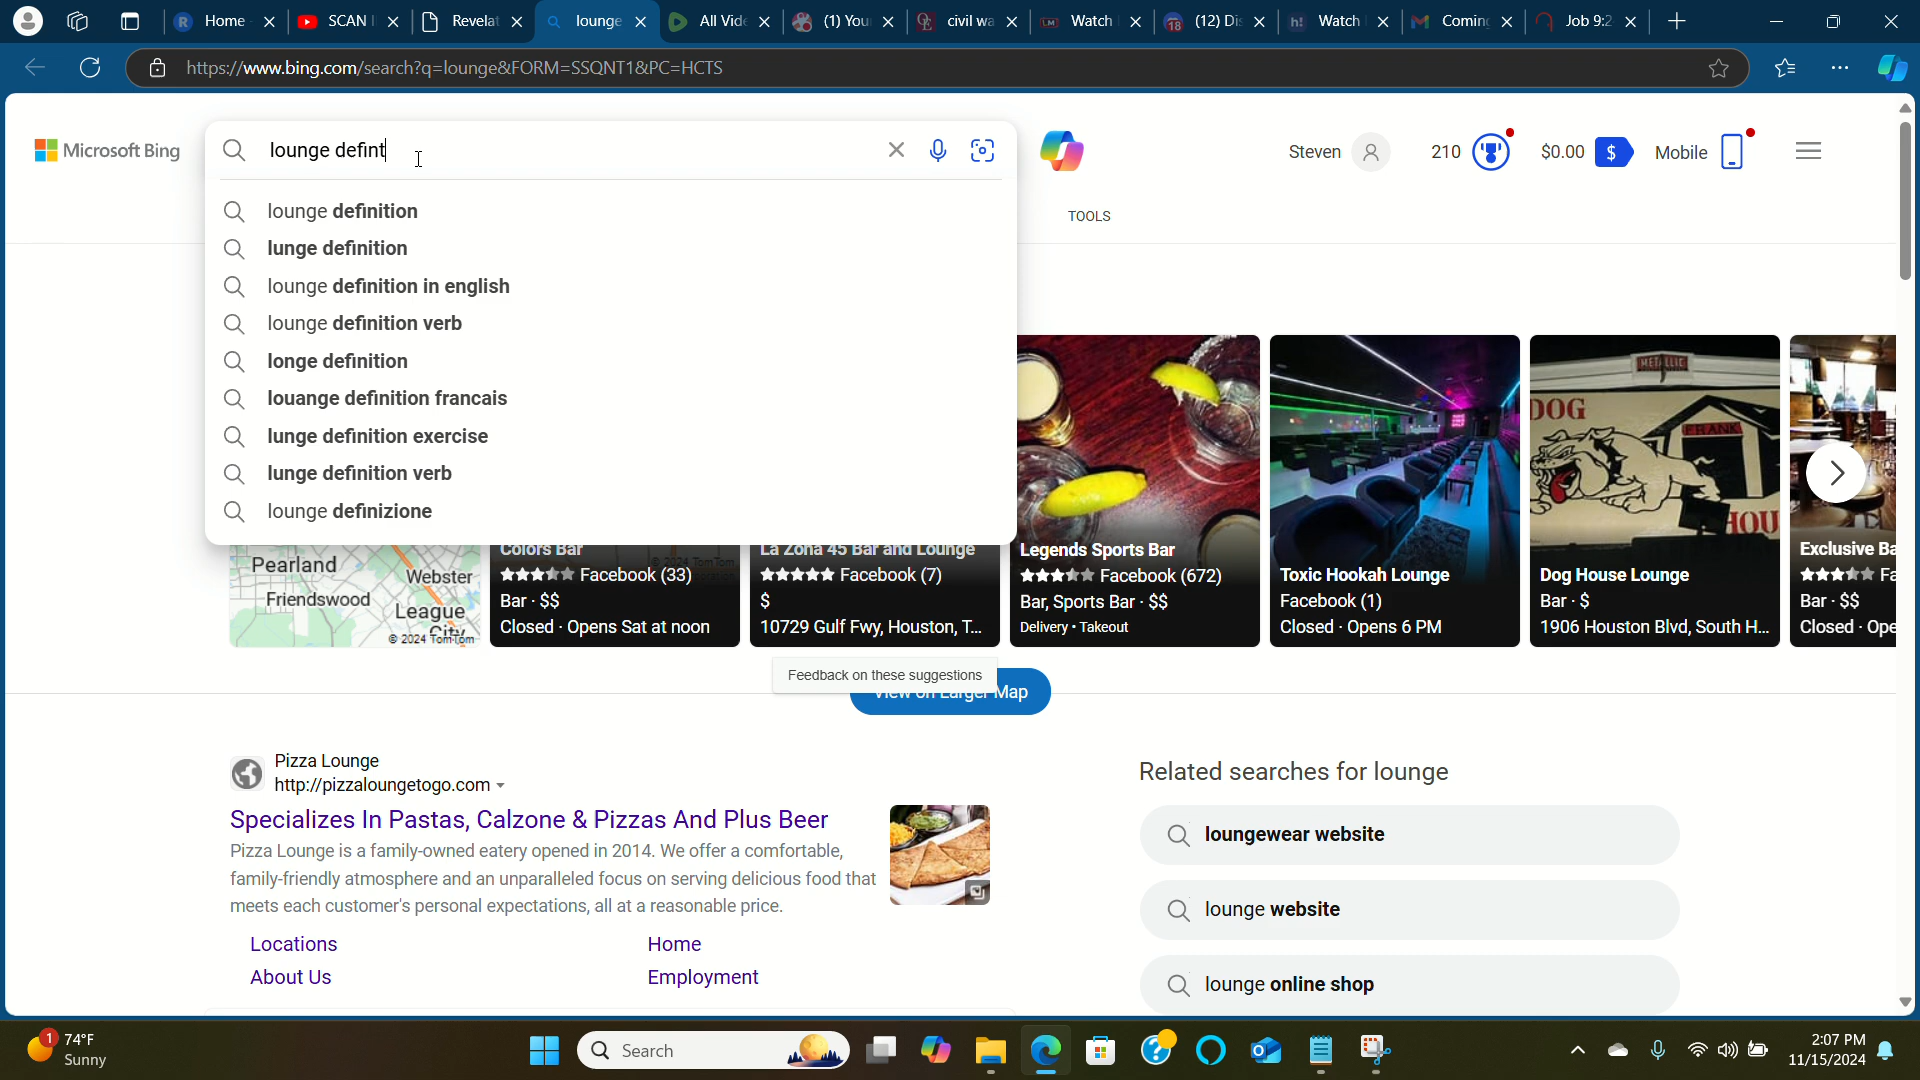 Home
SCAN
Revelat
lounge
All Vide
(1) You
civil wa
Watch
(12) Dis
Watch
Coming
Job 9:2
https://www.bing.com/search?q=lounge&FORM=SSQNT1&PC=HCTS
Microsoft Bing
lounge defint
Steven
210
$0.00
$
Mobile
TOOLS
lounge definition
lunge definition
lounge definition in english
lounge definition verb
longe definition
louange definition francais
lunge definition exercise
lunge definition verb
lounge definizione
Pearland
Friendswood
Webster
League
City
© 2024 TomTom
Colors Bar
Facebook (33)
Bar · $$
Closed · Opens Sat at noon
La Zona 45 Bar and Lounge
Facebook (7)
$
10729 Gulf Fwy, Houston, T...
Legends Sports Bar
Facebook (672)
Bar, Sports Bar · $$
Delivery • Takeout
Toxic Hookah Lounge
Facebook (1)
Closed · Opens 6 PM
DOG
Dog House Lounge
Bar · $
1906 Houston Blvd, South H...
Exclusive Ba
Fa
Bar · $$
Closed · Ope
Feedback on these suggestions
View on Larger Map
Pizza Lounge
http://pizzaloungetogo.com
Specializes In Pastas, Calzone & Pizzas And Plus Beer
Pizza Lounge is a family-owned eatery opened in 2014. We offer a comfortable,
family-friendly atmosphere and an unparalleled focus on serving delicious food that
meets each customer's personal expectations, all at a reasonable price.
Locations
Home
About Us
Employment
Related searches for lounge
loungewear website
lounge website
lounge online shop
1
74°F
Sunny
Search
2:07 PM
11/15/2024